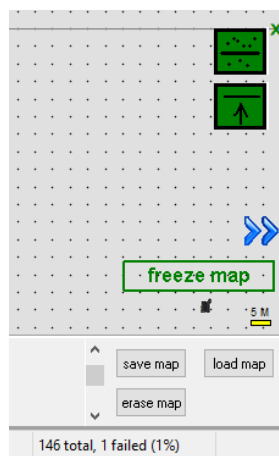 freeze map
5 M
save map
load map
erase map
146 total, 1 failed (1%)